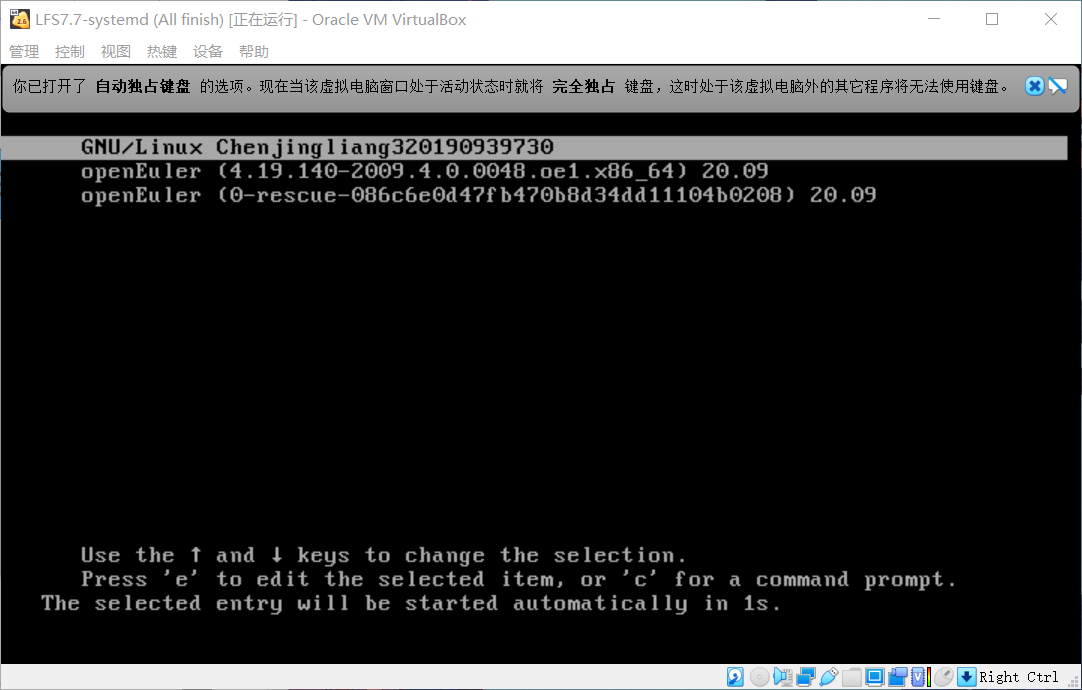 LFS7.7-systemd (All finish) [正在运行] - Oracle VM VirtualBox
管理 控制 视图 热键 设备 帮助
你已打开了 自动独占键盘 的选项。现在当该虚拟电脑窗口处于活动状态时就将 完全独占 键盘，这时处于该虚拟电脑外的其它程序将无法使用键盘。
GNU/Linux Chenjingliang320190939730
openEuler (4.19.140-2009.4.0.0048.oe1.x86_64) 20.09
openEuler (0-rescue-086c6e0d47fb470b8d34dd11104b0208) 20.09
Use the ↑ and ↓ keys to change the selection.
Press 'e' to edit the selected item, or 'c' for a command prompt.
The selected entry will be started automatically in 1s.
Right Ctrl